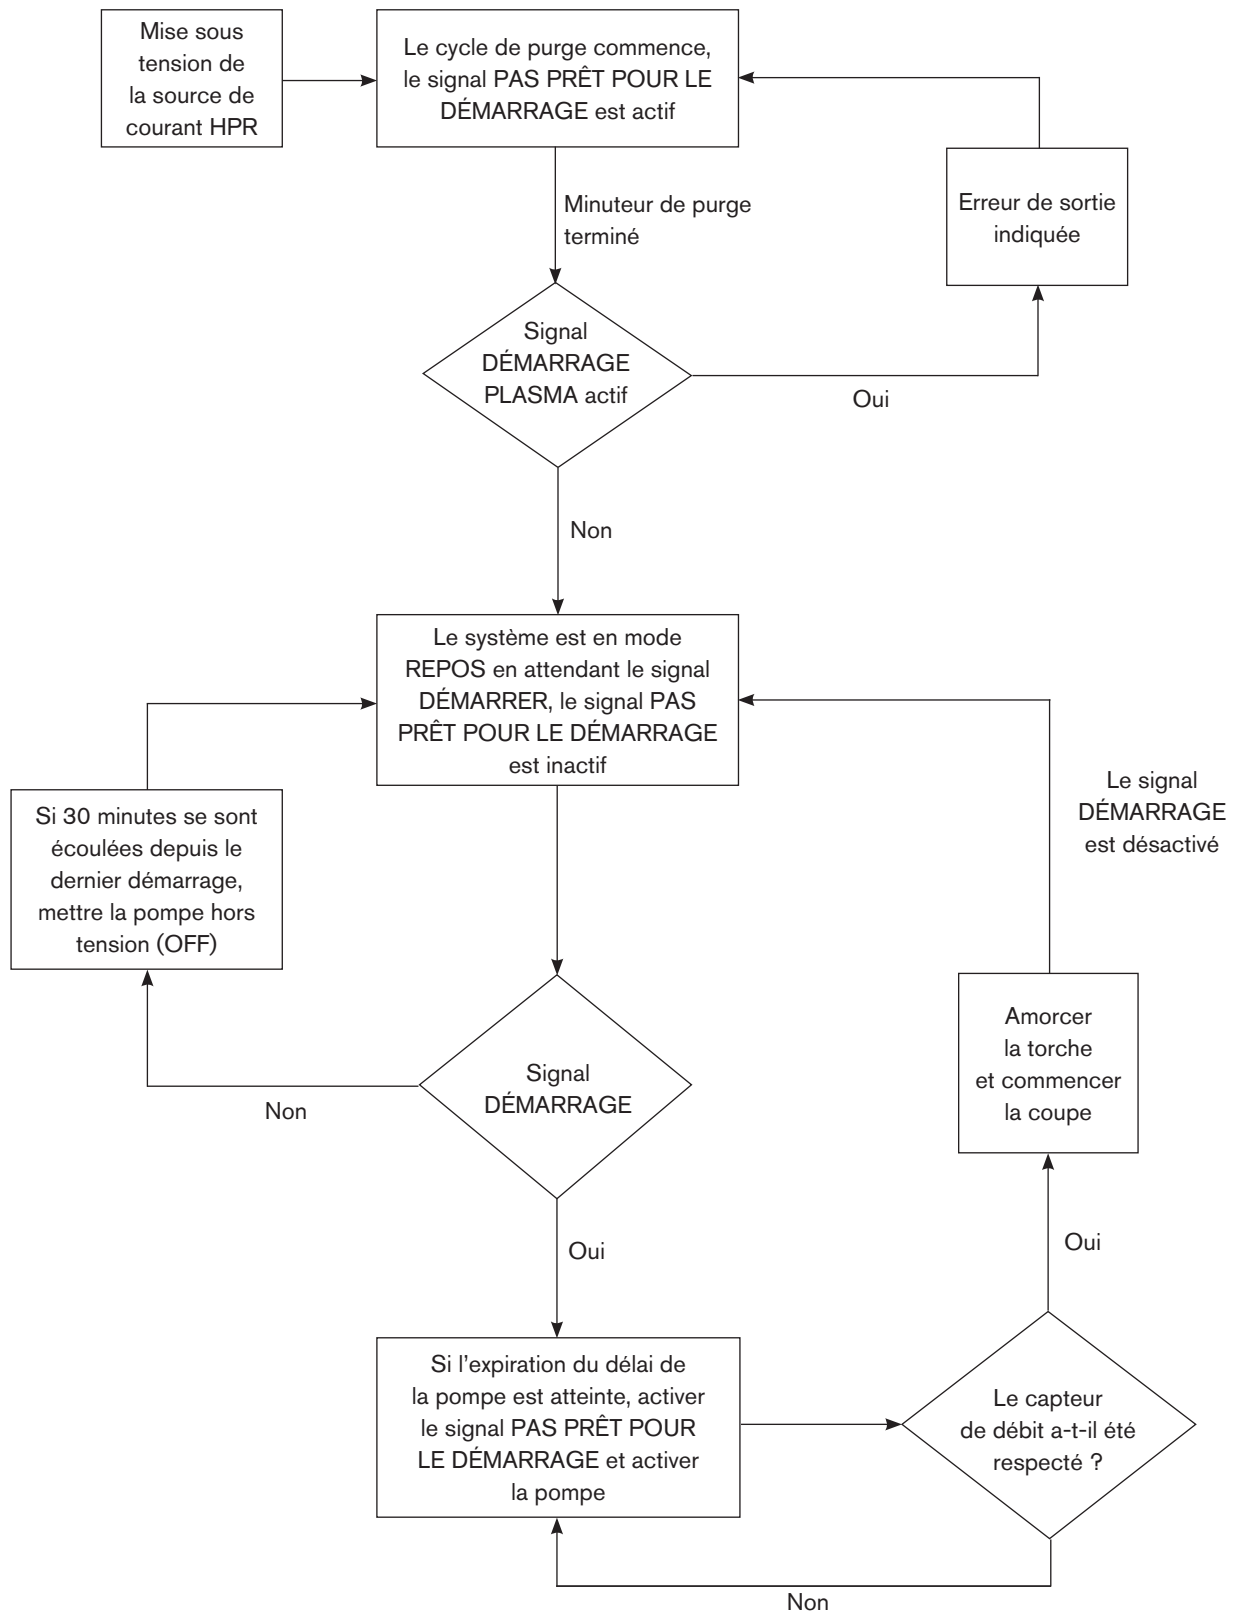 Mise sous
tension de
la source de
courant HPR
Le cycle de purge commence,
le signal PAS PRÊT POUR LE
DÉMARRAGE est actif
Minuteur de purge
terminé
Erreur de sortie
indiquée
Signal
DÉMARRAGE
PLASMA actif
Oui
Non
Le système est en mode
REPOS en attendant le signal
DÉMARRER, le signal PAS
PRÊT POUR LE DÉMARRAGE
est inactif
Si 30 minutes se sont
écoulées depuis le
dernier démarrage,
mettre la pompe hors
tension (OFF)
Le signal
DÉMARRAGE
est désactivé
Signal
DÉMARRAGE
Non
Amorcer
la torche
et commencer
la coupe
Oui
Oui
Si l'expiration du délai de
la pompe est atteinte, activer
le signal PAS PRÊT POUR
LE DÉMARRAGE et activer
la pompe
Le capteur
de débit a-t-il été
respecté ?
Non